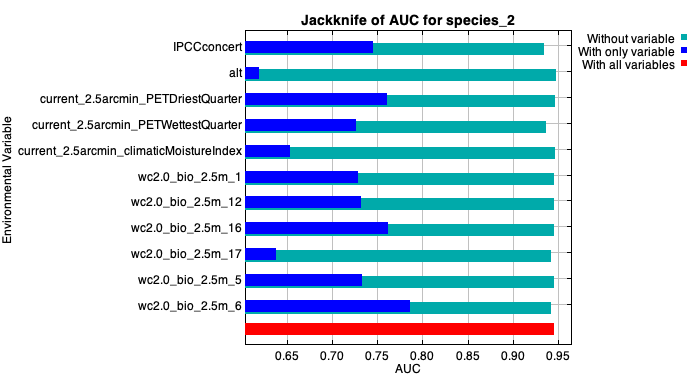 Jackknife of AUC for species_2
Without variable
With only variable
With all variables
Environmental Variable
IPCCconcert
alt
current_2.5arcmin_PETDriestQuarter
current_2.5arcmin_PETWettestQuarter
current_2.5arcmin_climaticMoistureIndex
wc2.0_bio_2.5m_1
wc2.0_bio_2.5m_12
wc2.0_bio_2.5m_16
wc2.0_bio_2.5m_17
wc2.0_bio_2.5m_5
wc2.0_bio_2.5m_6
0.65 0.70 0.75 0.80 0.85 0.90 0.95
AUC